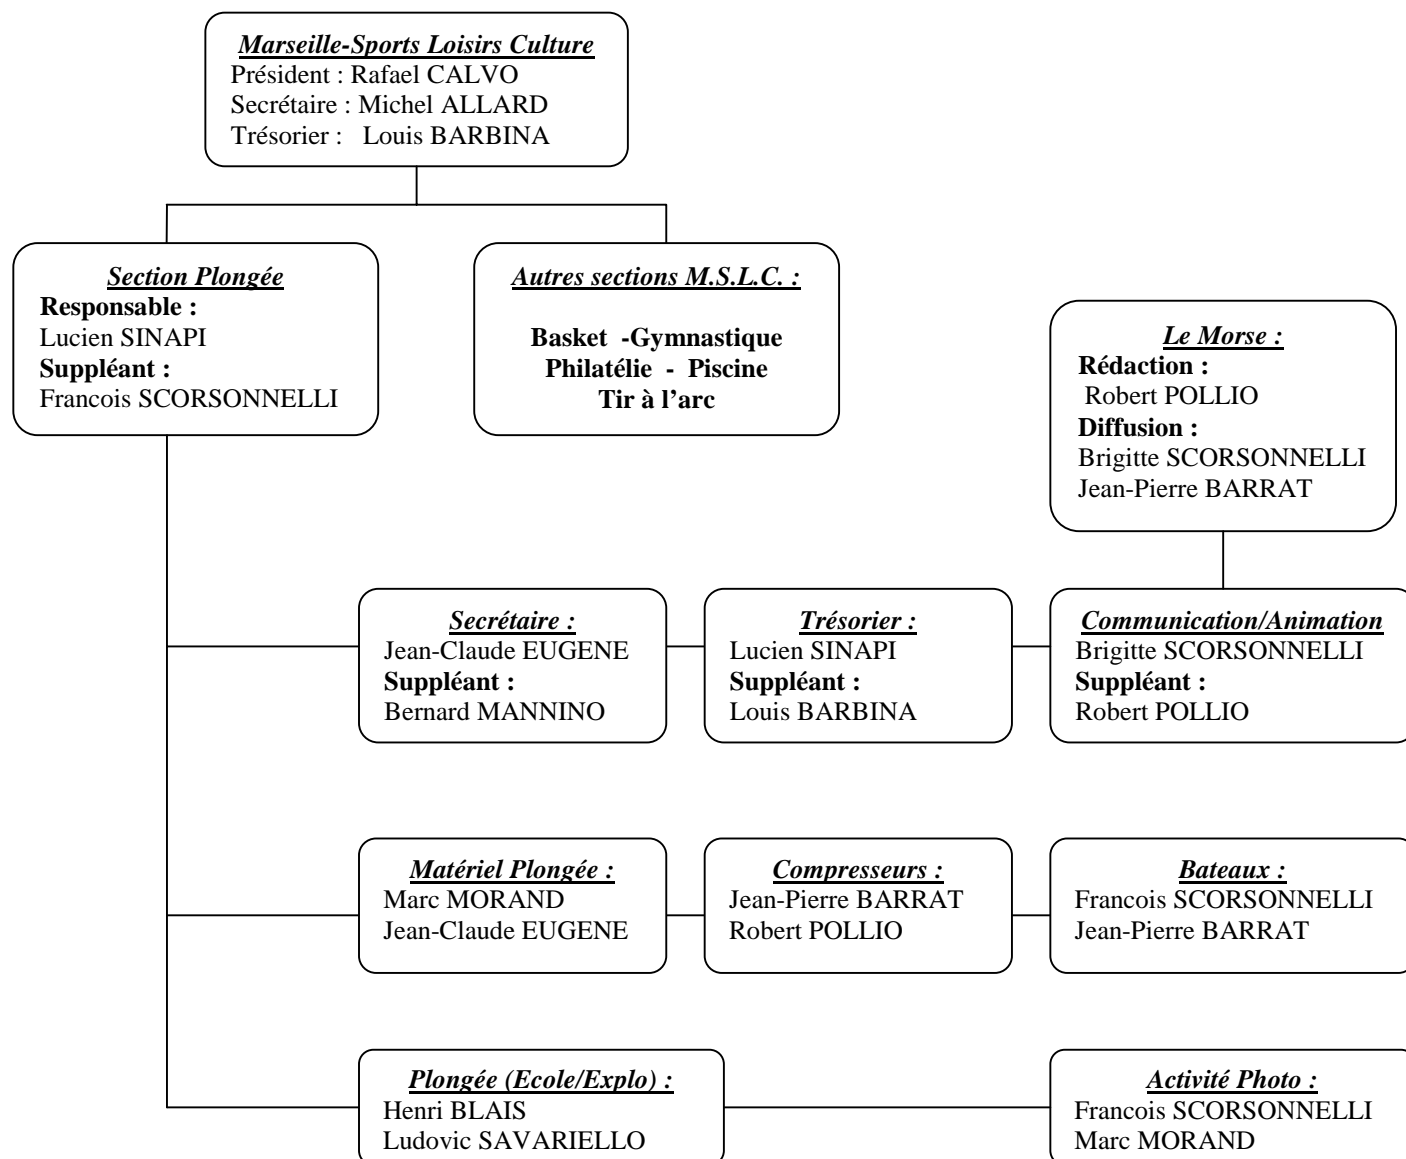 Marseille-Sports Loisirs Culture
Président : Rafael CALVO
Secrétaire : Michel ALLARD
Trésorier : Louis BARBINA
Section Plongée
Responsable :
Lucien SINAPI
Suppléant :
Francois SCORSONNELLI
Autres sections M.S.L.C. :
Basket -Gymnastique
Philatélie - Piscine
Tir à l’arc
Le Morse :
Rédaction :
Robert POLLIO
Diffusion :
Brigitte SCORSONNELLI
Jean-Pierre BARRAT
Secrétaire :
Jean-Claude EUGENE
Suppléant :
Bernard MANNINO
Trésorier :
Lucien SINAPI
Suppléant :
Louis BARBINA
Communication/Animation
Brigitte SCORSONNELLI
Suppléant :
Robert POLLIO
Matériel Plongée :
Marc MORAND
Jean-Claude EUGENE
Compresseurs :
Jean-Pierre BARRAT
Robert POLLIO
Bateaux :
Francois SCORSONNELLI
Jean-Pierre BARRAT
Plongée (Ecole/Explo) :
Henri BLAIS
Ludovic SAVARIELLO
Activité Photo :
Francois SCORSONNELLI
Marc MORAND